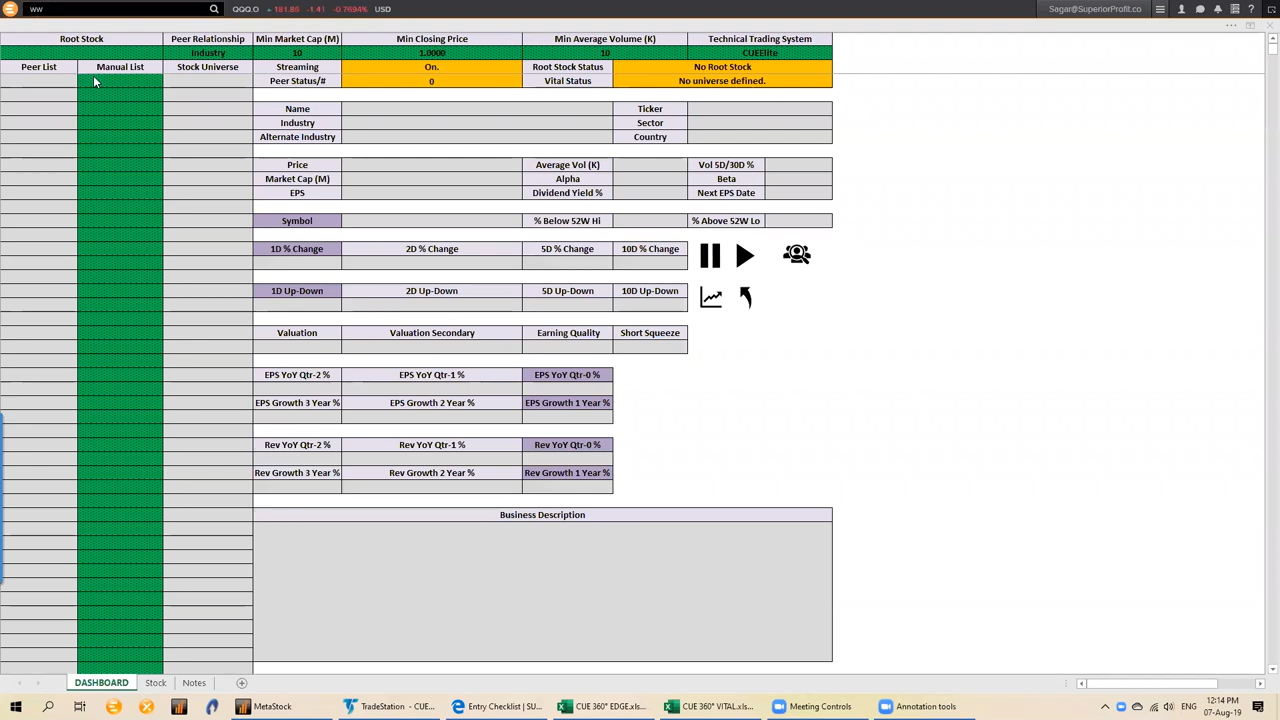 ww QQQ.O 181.86 -1.41 -0.7694% USD Sagar@SuperiorProfit.co
Root Stock Peer Relationship Min Market Cap (M) Min Closing Price Min Average Volume (K) Technical Trading System
Industry 10 1.0000 10 CUEElite
Peer List Manual List Stock Universe Streaming On. Root Stock Status No Root Stock
Peer Status/# 0 Vital Status No universe defined.
Name Ticker
Industry Sector
Alternate Industry Country
Price Average Vol (K) Vol 5D/30D %
Market Cap (M) Alpha Beta
EPS Dividend Yield % Next EPS Date
Symbol % Below 52W Hi % Above 52W Lo
1D % Change 2D % Change 5D % Change 10D % Change
1D Up-Down 2D Up-Down 5D Up-Down 10D Up-Down
Valuation Valuation Secondary Earning Quality Short Squeeze
EPS YoY Qtr-2 % EPS YoY Qtr-1 % EPS YoY Qtr-0 %
EPS Growth 3 Year % EPS Growth 2 Year % EPS Growth 1 Year %
Rev YoY Qtr-2 % Rev YoY Qtr-1 % Rev YoY Qtr-0 %
Rev Growth 3 Year % Rev Growth 2 Year % Rev Growth 1 Year %
Business Description
DASHBOARD Stock Notes
MetaStock TradeStation - CUE... Entry Checklist | SU... CUE 360° EDGE.xls... CUE 360° VITAL.xls... Meeting Controls Annotation tools ENG 12:14 PM
07-Aug-19